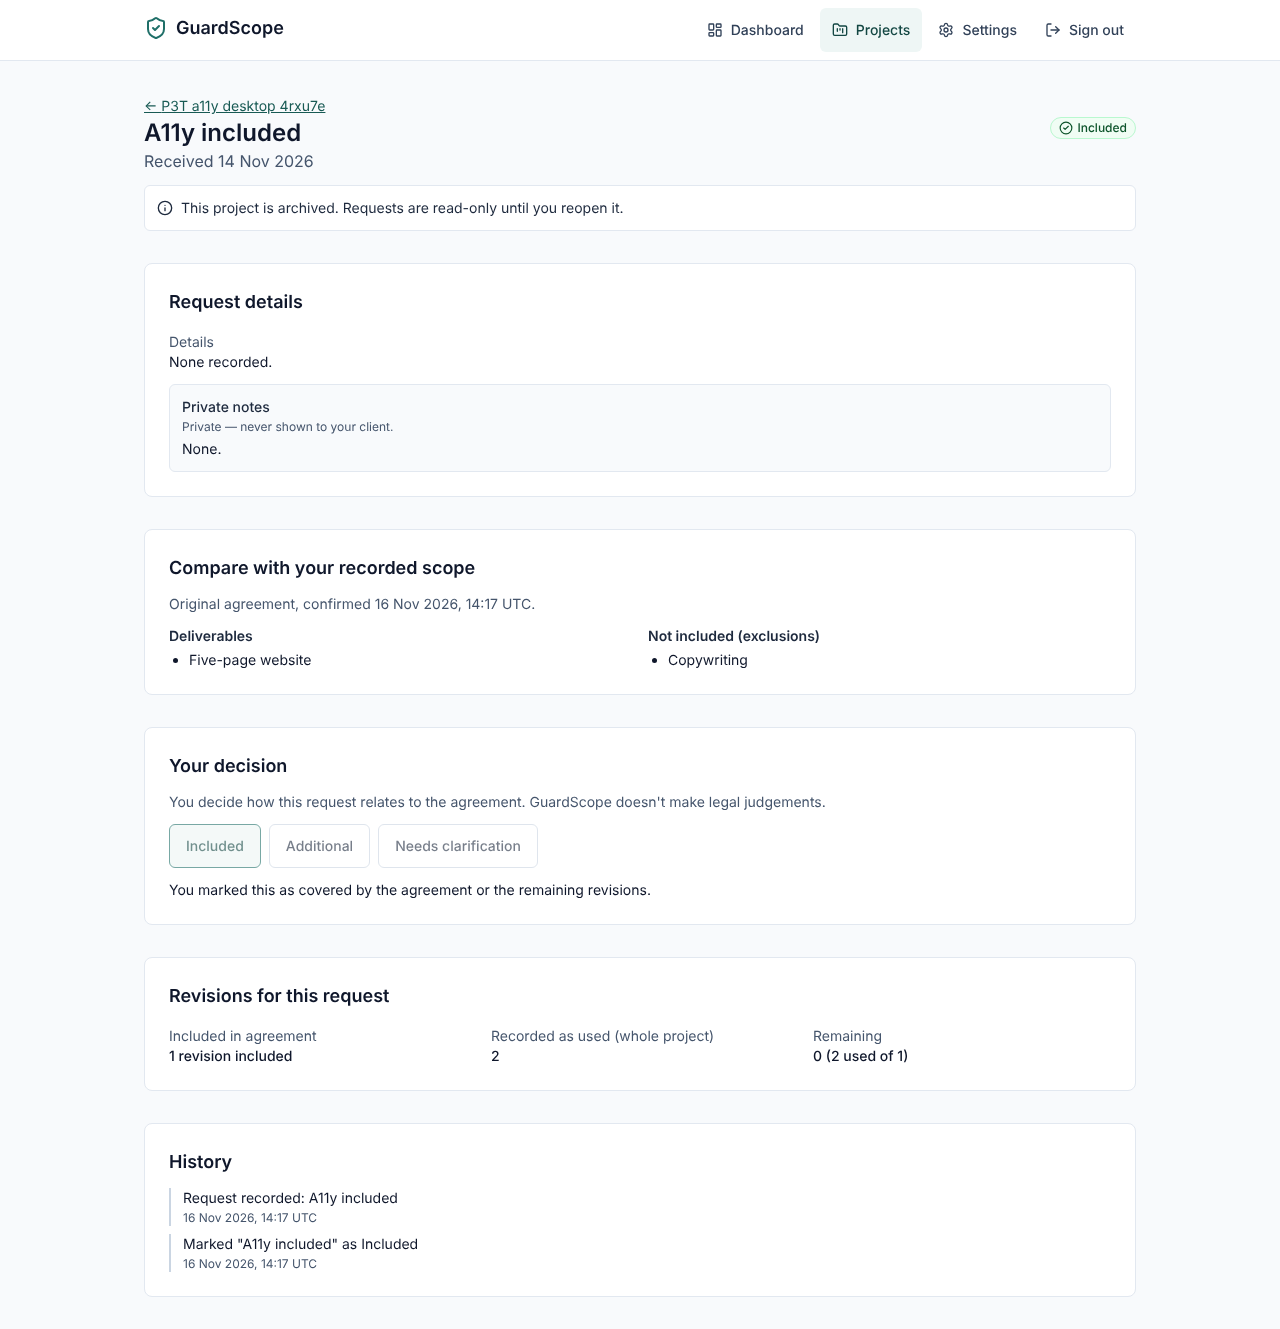 GuardScope
Dashboard
Projects
Settings
Sign out
← P3T a11y desktop 4rxu7e
A11y included
Included
Received 14 Nov 2026
This project is archived. Requests are read-only until you reopen it.
Request details
Details
None recorded.
Private notes
Private — never shown to your client.
None.
Compare with your recorded scope
Original agreement, confirmed 16 Nov 2026, 14:17 UTC.
Deliverables
• Five-page website
Not included (exclusions)
• Copywriting
Your decision
You decide how this request relates to the agreement. GuardScope doesn't make legal judgements.
Included
Additional
Needs clarification
You marked this as covered by the agreement or the remaining revisions.
Revisions for this request
Included in agreement
1 revision included
Recorded as used (whole project)
2
Remaining
0 (2 used of 1)
History
Request recorded: A11y included
16 Nov 2026, 14:17 UTC
Marked "A11y included" as Included
16 Nov 2026, 14:17 UTC